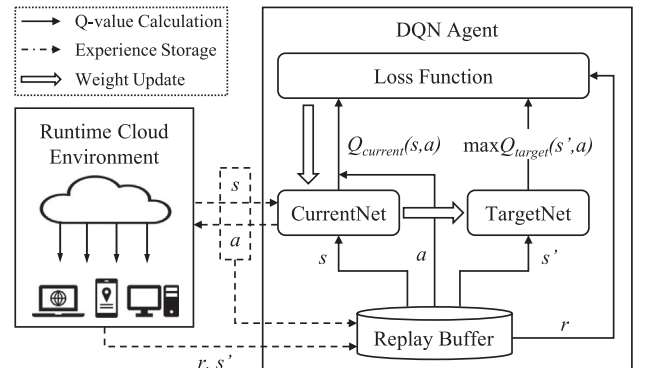 Q-value Calculation
Experience Storage
Weight Update
DQN Agent
Loss Function
Runtime Cloud
Environment
Q_current(s,a)
maxQ_target(s’,a)
s
a
CurrentNet
TargetNet
s
a
s’
Replay Buffer
r
r, s’